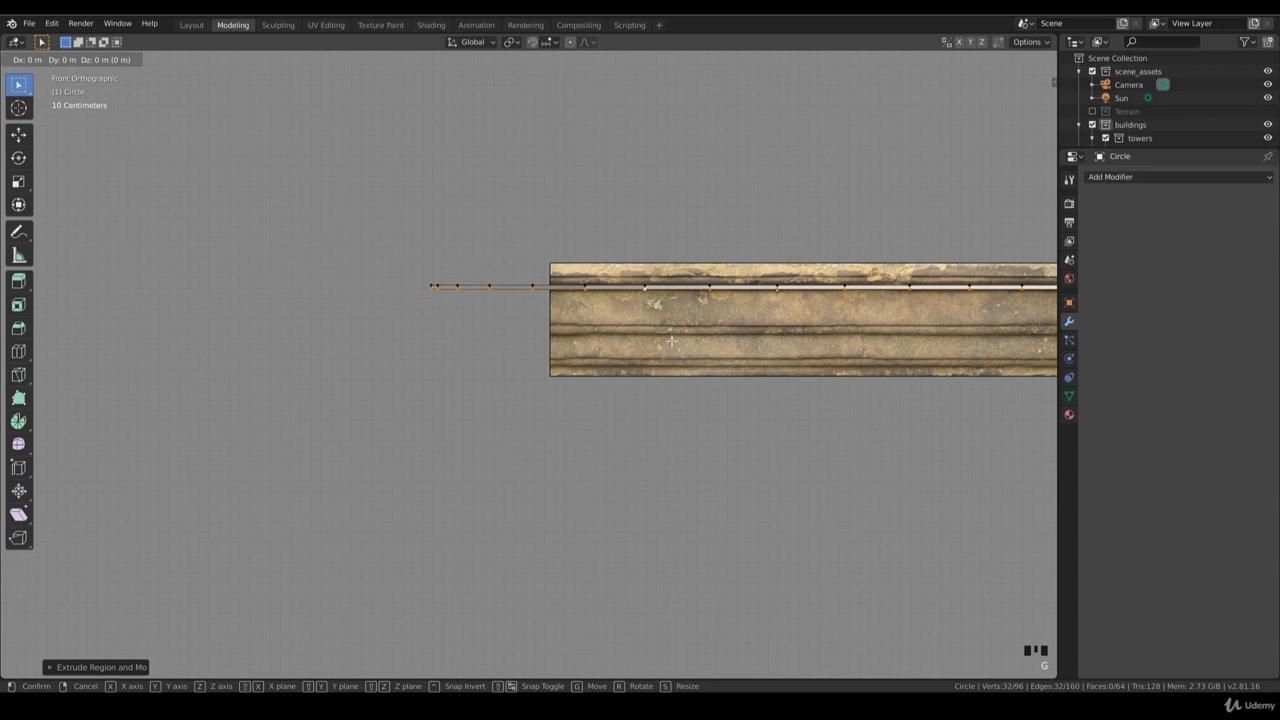 File Edit Render Window Help
Layout Modeling Sculpting UV Editing Texture Paint Shading Animation Rendering Compositing Scripting +
Scene View Layer
Global X Y Z Options
Dx: 0 m Dy: 0 m Dz: 0 m (0 m)
Front Orthographic
(1) Circle
10 Centimeters
Scene Collection
scene_assets
Camera
Sun
Terrain
buildings
towers
Circle
Add Modifier
G
Extrude Region and Mo
Confirm Cancel X X axis Y Y axis Z Z axis X X plane Y Y plane Z Z plane Snap Invert Snap Toggle G Move R Rotate S Resize Circle | Verts:32/96 | Edges:32/160 | Faces:0/64 | Tris:128 | Mem: 2.73 GiB | v2.81.16
Udemy